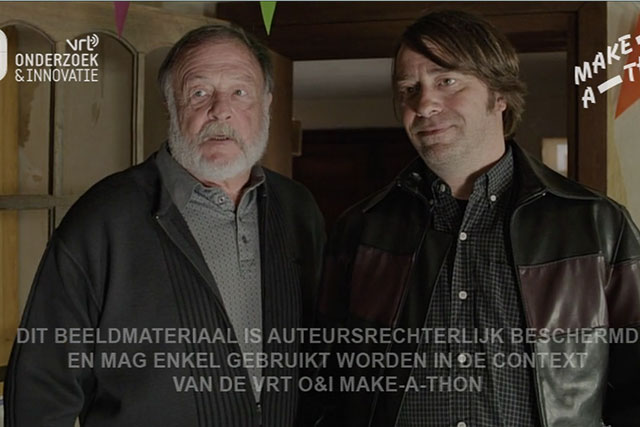 vrt
ONDERZOEK
& INNOVATIE
MAKE-
A-TH
DIT BEELDMATERIAAL IS AUTEURSRECHTERLIJK BESCHERMD
EN MAG ENKEL GEBRUIKT WORDEN IN DE CONTEXT
VAN DE VRT O&I MAKE-A-THON